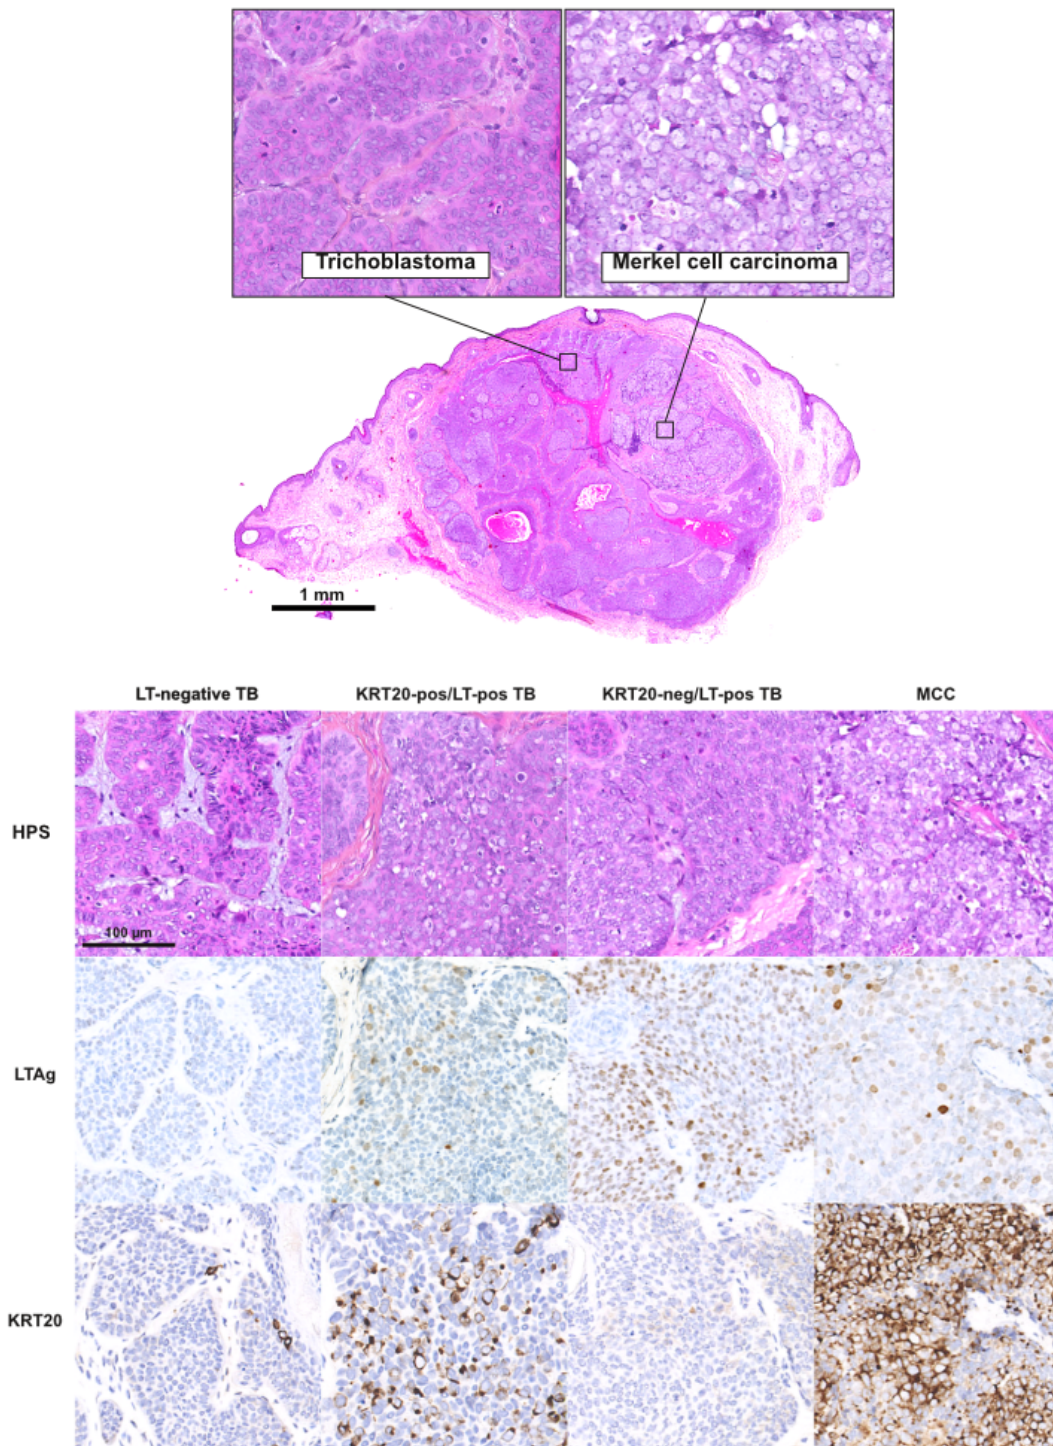 Trichoblastoma
Merkel cell carcinoma
1 mm
LT-negative TB
KRT20-pos/LT-pos TB
KRT20-neg/LT-pos TB
MCC
HPS
100 µm
LTAg
KRT20